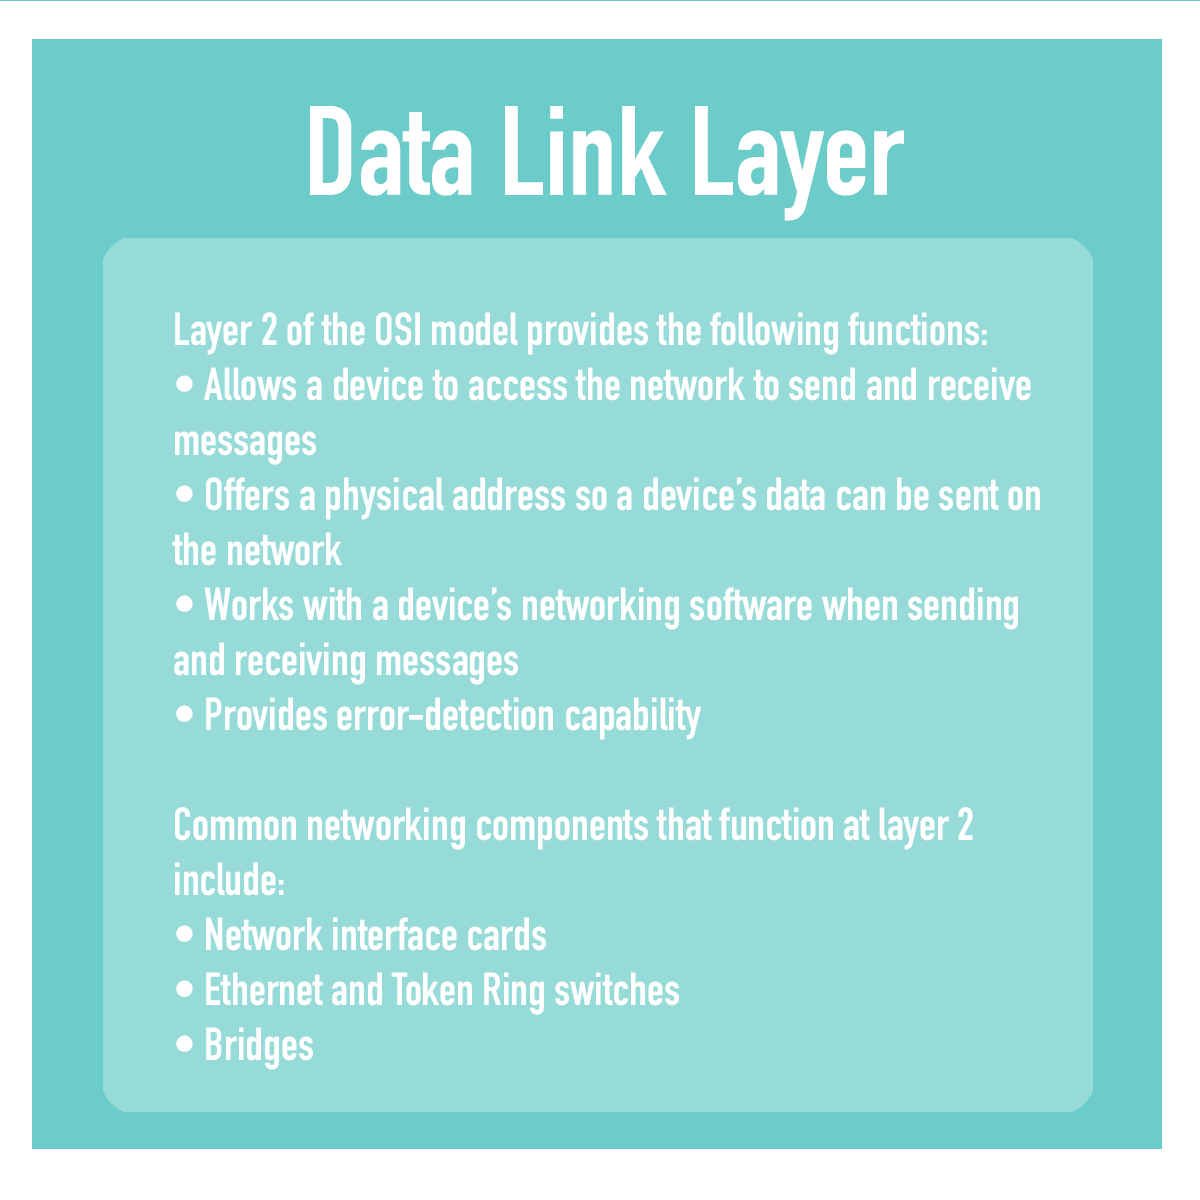 Data Link Layer
Layer 2 of the OSI model provides the following functions:
• Allows a device to access the network to send and receive
messages
• Offers a physical address so a device’s data can be sent on
the network
• Works with a device’s networking software when sending
and receiving messages
• Provides error-detection capability
Common networking components that function at layer 2
include:
• Network interface cards
• Ethernet and Token Ring switches
• Bridges